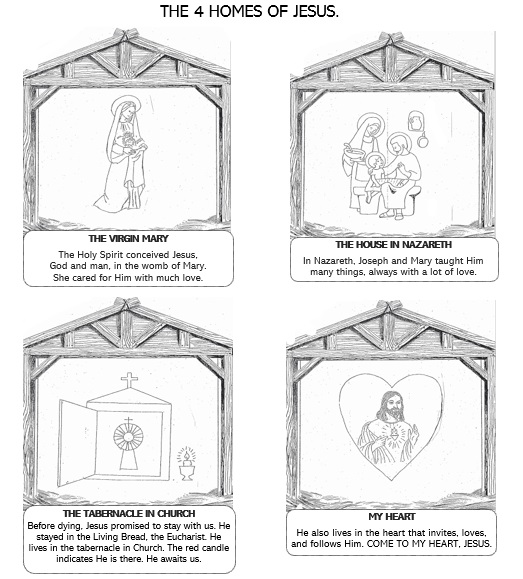 THE 4 HOMES OF JESUS.
THE VIRGIN MARY
The Holy Spirit conceived Jesus,
God and man, in the womb of Mary.
She cared for Him with much love.
THE HOUSE IN NAZARETH
In Nazareth, Joseph and Mary taught Him
many things, always with a lot of love.
THE TABERNACLE IN CHURCH
Before dying, Jesus promised to stay with us. He
stayed in the Living Bread, the Eucharist. He
lives in the tabernacle in Church. The red candle
indicates He is there. He awaits us.
MY HEART
He also lives in the heart that invites, loves,
and follows Him. COME TO MY HEART, JESUS.